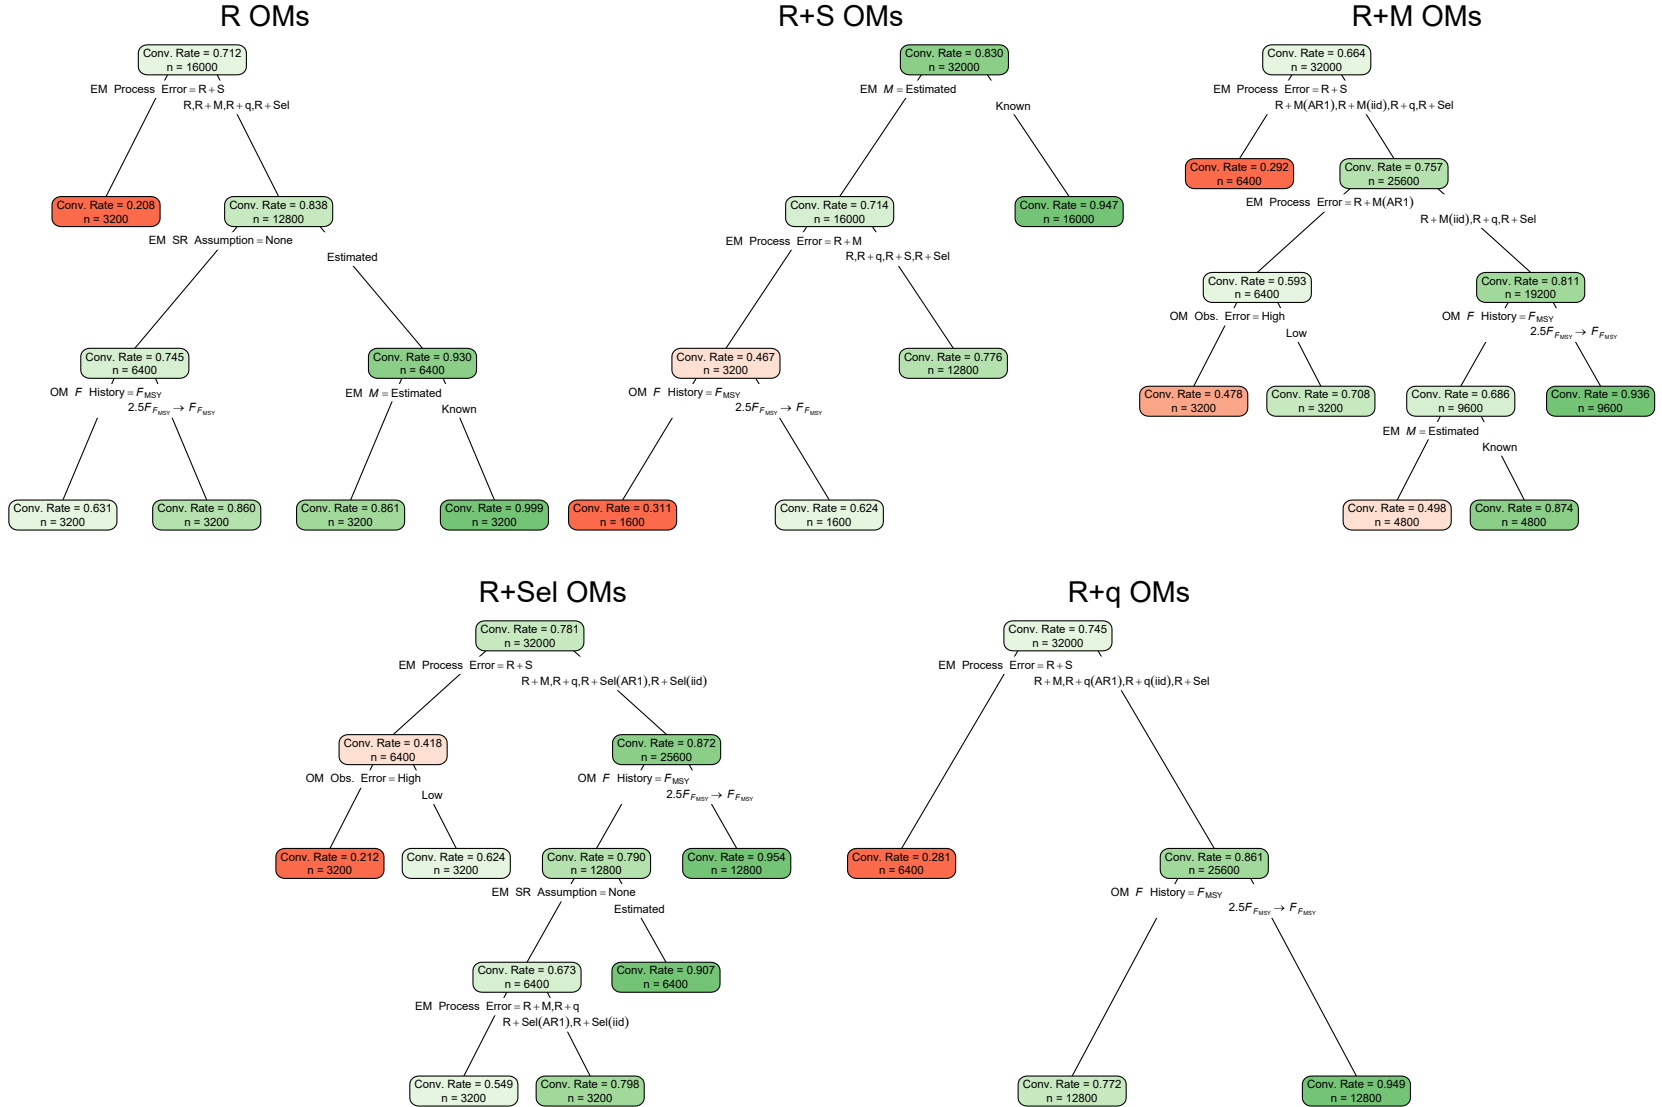 R OMs
Conv. Rate = 0.712
n = 16000
EM Process Error = R + S
R,R + M,R + q,R + Sel
Conv. Rate = 0.208
n = 3200
Conv. Rate = 0.838
n = 12800
EM SR Assumption = None
Estimated
Conv. Rate = 0.745
n = 6400
OM F History = FMSY
2.5FFMSY → FFMSY
Conv. Rate = 0.930
n = 6400
EM M = Estimated
Known
Conv. Rate = 0.631
n = 3200
Conv. Rate = 0.860
n = 3200
Conv. Rate = 0.861
n = 3200
Conv. Rate = 0.999
n = 3200
R+S OMs
Conv. Rate = 0.830
n = 32000
EM M = Estimated
Known
Conv. Rate = 0.714
n = 16000
Conv. Rate = 0.947
n = 16000
EM Process Error = R + M
R,R + q,R + S,R + Sel
Conv. Rate = 0.467
n = 3200
Conv. Rate = 0.776
n = 12800
OM F History = FMSY
2.5FFMSY → FFMSY
Conv. Rate = 0.311
n = 1600
Conv. Rate = 0.624
n = 1600
R+M OMs
Conv. Rate = 0.664
n = 32000
EM Process Error = R + S
R + M(AR1),R + M(iid),R + q,R + Sel
Conv. Rate = 0.292
n = 6400
Conv. Rate = 0.757
n = 25600
EM Process Error = R + M(AR1)
R + M(iid),R + q,R + Sel
Conv. Rate = 0.593
n = 6400
Conv. Rate = 0.811
n = 19200
OM Obs. Error = High
Low
OM F History = FMSY
2.5FFMSY → FFMSY
Conv. Rate = 0.478
n = 3200
Conv. Rate = 0.708
n = 3200
Conv. Rate = 0.686
n = 9600
Conv. Rate = 0.936
n = 9600
EM M = Estimated
Known
Conv. Rate = 0.498
n = 4800
Conv. Rate = 0.874
n = 4800
R+Sel OMs
Conv. Rate = 0.781
n = 32000
EM Process Error = R + S
R + M,R + q,R + Sel(AR1),R + Sel(iid)
Conv. Rate = 0.418
n = 6400
Conv. Rate = 0.872
n = 25600
OM Obs. Error = High
Low
OM F History = FMSY
2.5FFMSY → FFMSY
Conv. Rate = 0.212
n = 3200
Conv. Rate = 0.624
n = 3200
Conv. Rate = 0.790
n = 12800
Conv. Rate = 0.954
n = 12800
EM SR Assumption = None
Estimated
Conv. Rate = 0.673
n = 6400
Conv. Rate = 0.907
n = 6400
EM Process Error = R + M,R + q
R + Sel(AR1),R + Sel(iid)
Conv. Rate = 0.549
n = 3200
Conv. Rate = 0.798
n = 3200
R+q OMs
Conv. Rate = 0.745
n = 32000
EM Process Error = R + S
R + M,R + q(AR1),R + q(iid),R + Sel
Conv. Rate = 0.281
n = 6400
Conv. Rate = 0.861
n = 25600
OM F History = FMSY
2.5FFMSY → FFMSY
Conv. Rate = 0.772
n = 12800
Conv. Rate = 0.949
n = 12800